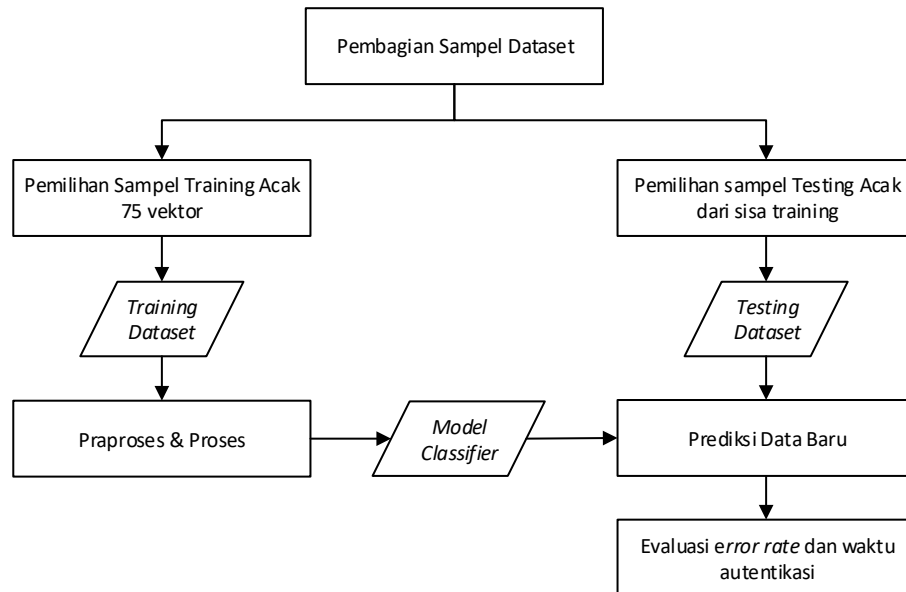 Pembagian Sampel Dataset
Pemilihan Sampel Training Acak
75 vektor
Pemilihan sampel Testing Acak
dari sisa training
Training
Dataset
Testing
Dataset
Praproses & Proses
Model
Classifier
Prediksi Data Baru
Evaluasi error rate dan waktu
autentikasi